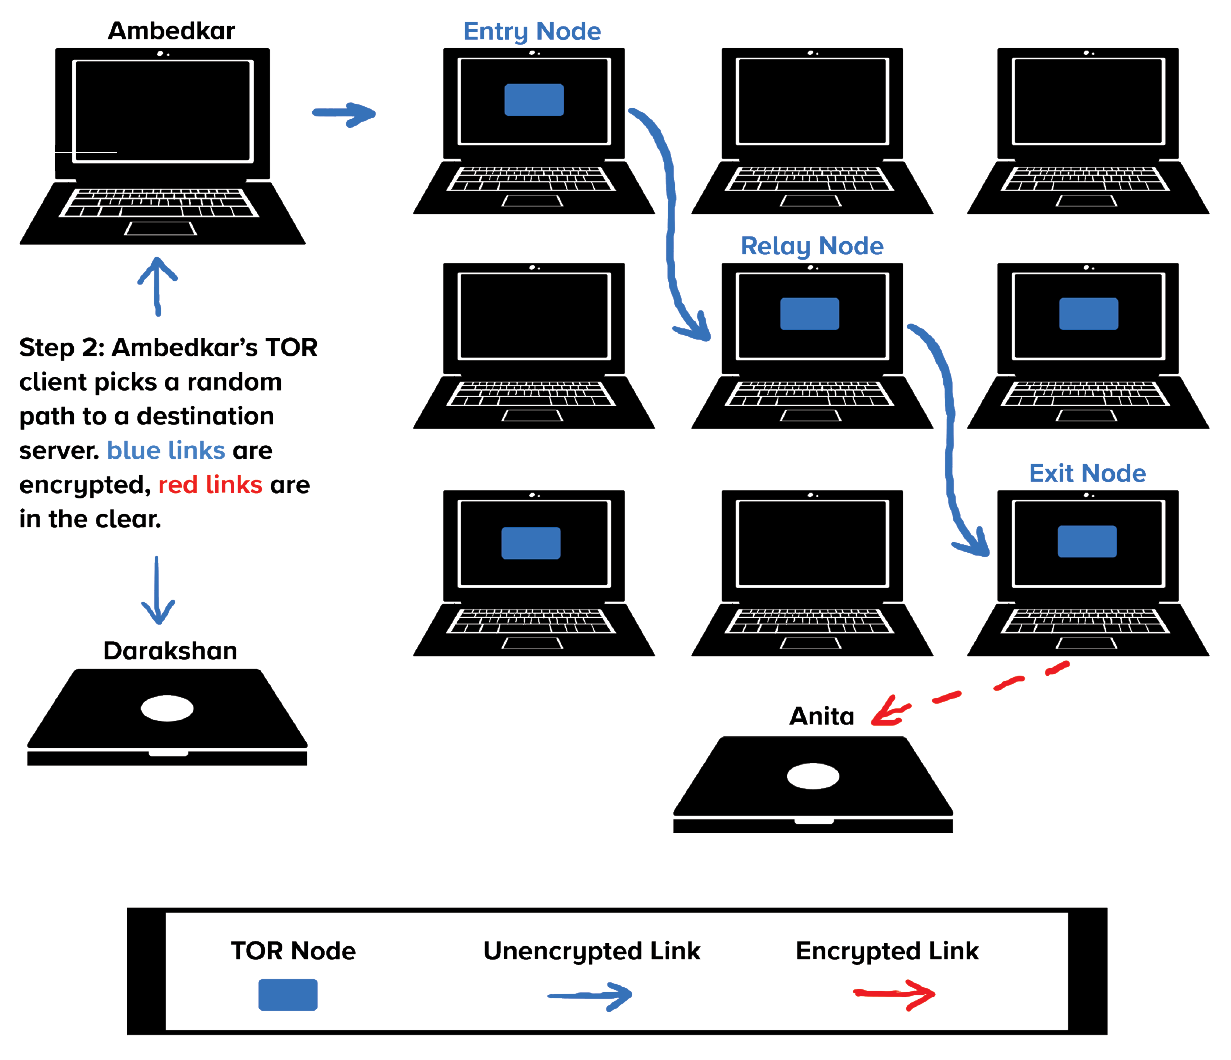 Ambedkar
Entry Node
Relay Node
Step 2: Ambedkar's TOR
client picks a random
path to a destination
server. blue links are
encrypted, red links are
in the clear.
Exit Node
Darakshan
Anita
TOR Node
Unencrypted Link
Encrypted Link